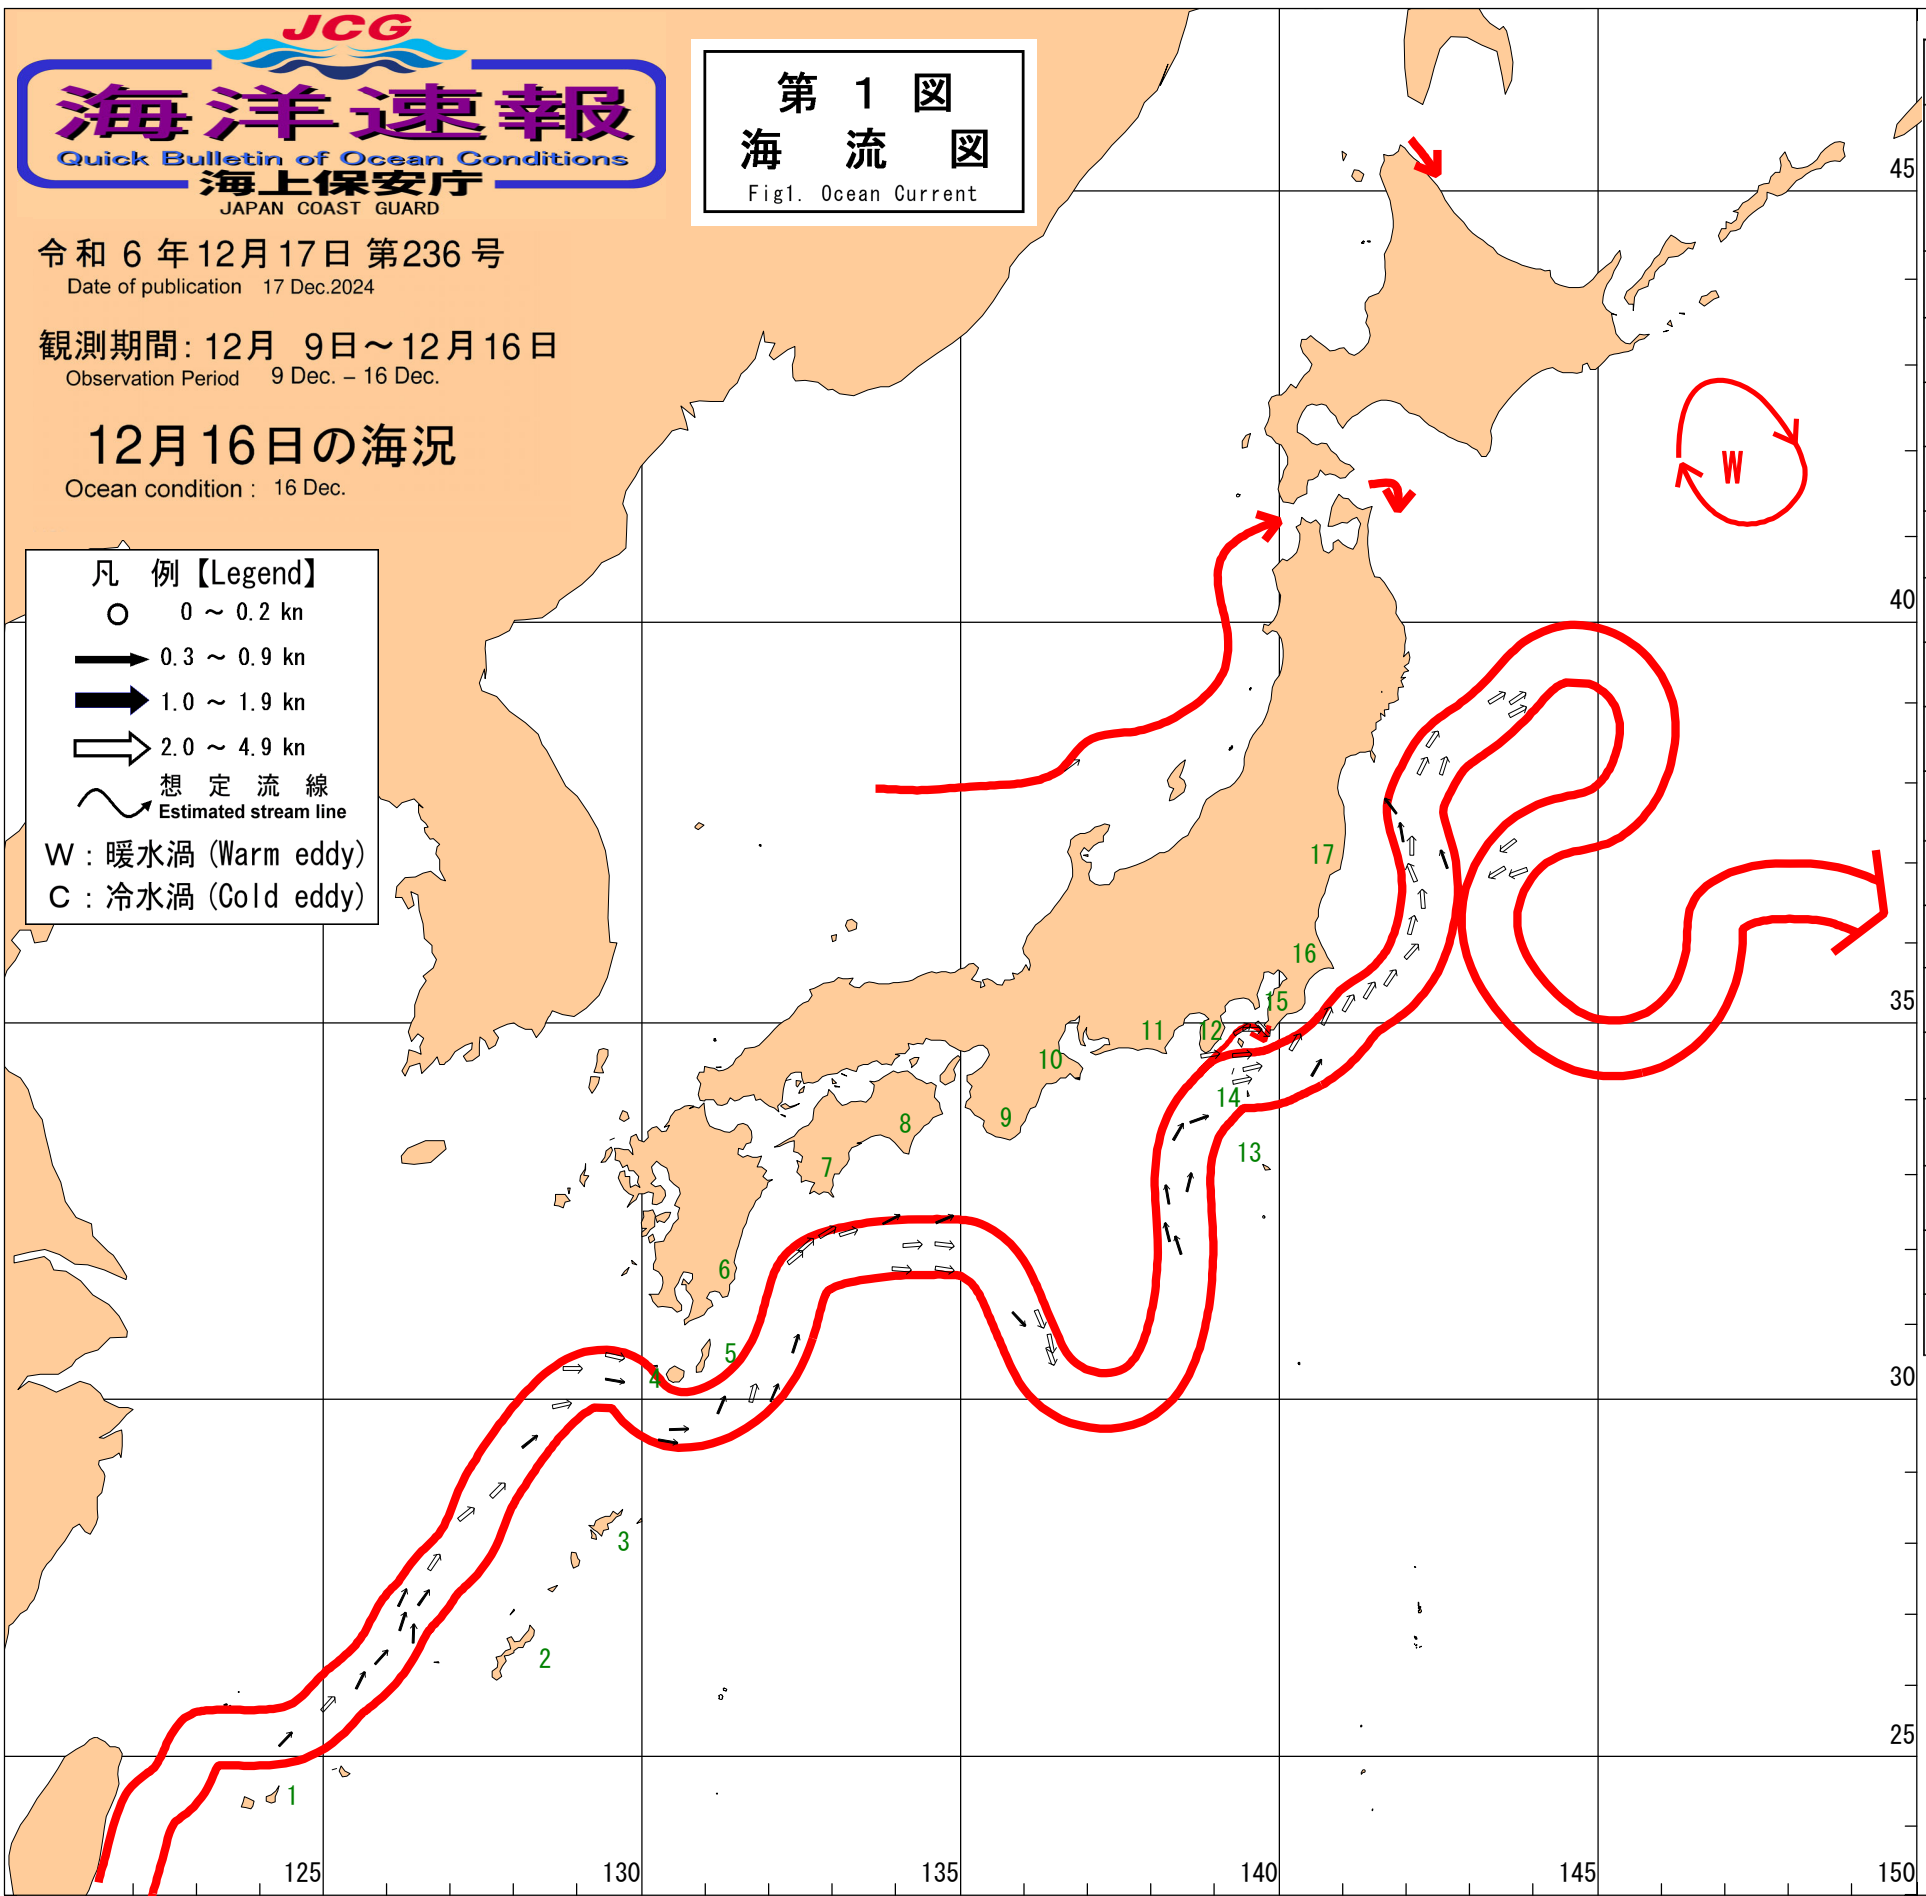 JCG
海洋速報
Quick Bulletin of Ocean Conditions
海上保安庁
JAPAN COAST GUARD
令和 6 年12月17日 第236 号
Date of publication 17 Dec.2024
観測期間: 12月 9日～12月16日
Observation Period 9 Dec. – 16 Dec.
12月16日の海況
Ocean condition : 16 Dec.
第 1 図
海 流 図
Fig1. Ocean Current
凡 例【Legend】
0 ～ 0.2 kn
0.3 ～ 0.9 kn
1.0 ～ 1.9 kn
2.0 ～ 4.9 kn
想 定 流 線
Estimated stream line
W : 暖水渦 (Warm eddy)
C : 冷水渦 (Cold eddy)
45
W
40
17
16
35
15
12
11
10
14
9
8
13
7
6
5
4
30
3
2
25
1
125
130
135
140
145
150